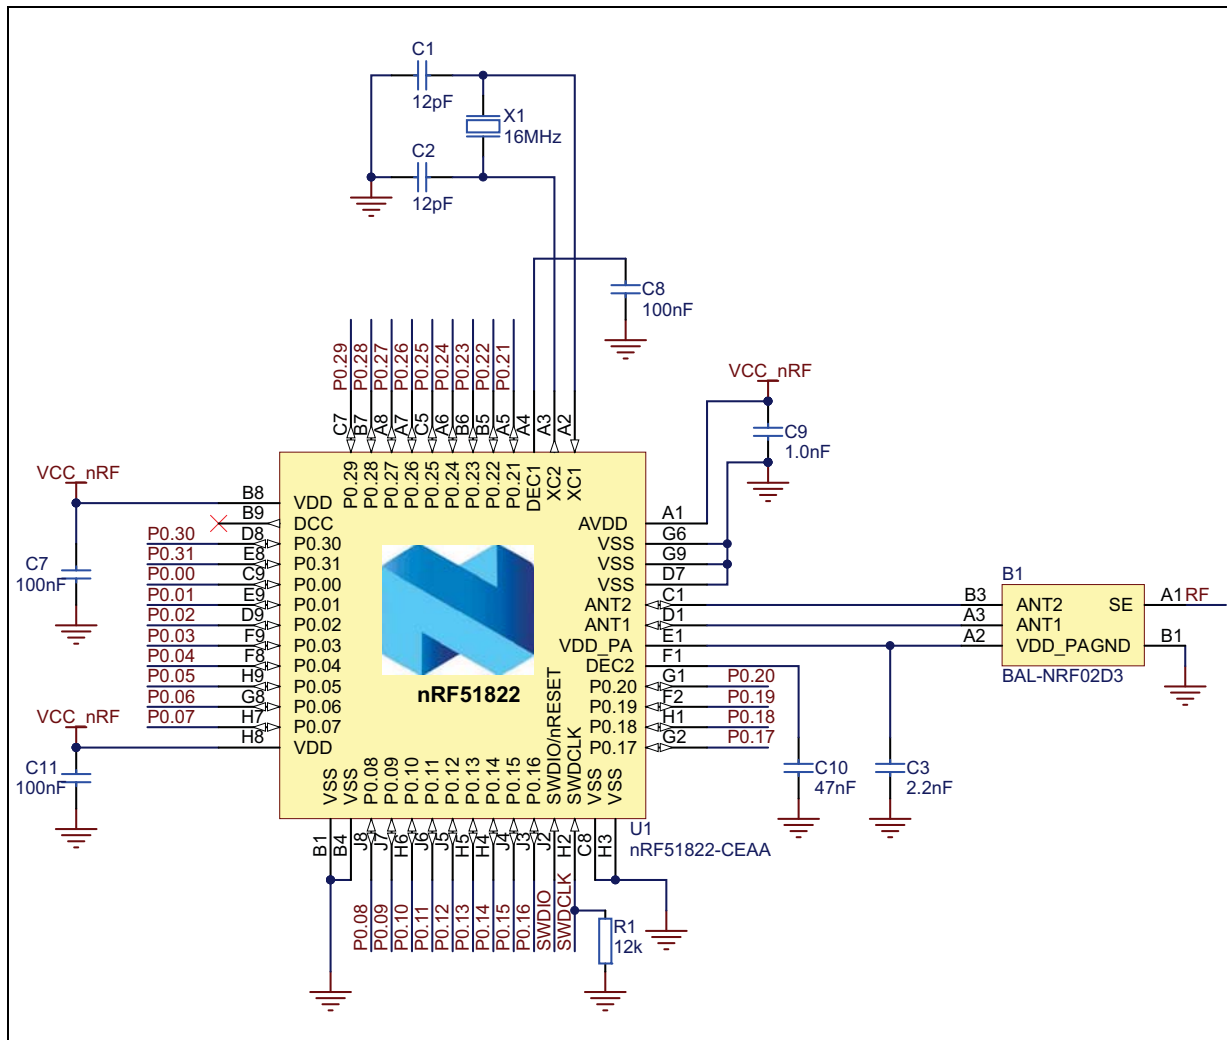 C1
12pF
X1
16MHz
C2
12pF
C8
100nF
P0.29
P0.28
P0.27
P0.26
P0.25
P0.24
P0.23
P0.22
P0.21
C7
B7
A8
A7
C5
A6
B6
B5
A5
A4
A3
A2
VCC_nRF
C9
1.0nF
P0.29
P0.28
P0.27
P0.26
P0.25
P0.24
P0.23
P0.22
P0.21
DEC1
XC2
XC1
VCC_nRF
C7
100nF
B8 VDD
B9 DCC
P0.30 D8 P0.30
P0.31 E8 P0.31
P0.00 C9 P0.00
P0.01 E9 P0.01
P0.02 D9 P0.02
P0.03 F9 P0.03
P0.04 F8 P0.04
P0.05 H9 P0.05
P0.06 G8 P0.06
P0.07 H7 P0.07
H8 VDD
VCC_nRF
C11
100nF
nRF51822
AVDD A1
VSS G6
VSS G9
VSS D7
ANT2 C1
ANT1 D1
VDD_PA E1
DEC2 F1
P0.20 G1 P0.20
P0.19 F2 P0.19
P0.18 H1 P0.18
P0.17 G2 P0.17
B1
B3 ANT2 SE A1 RF
A3 ANT1
A2 VDD_PAGND B1
BAL-NRF02D3
C10
47nF
C3
2.2nF
VSS
VSS
P0.08
P0.09
P0.10
P0.11
P0.12
P0.13
P0.14
P0.15
P0.16
SWDIO/nRESET
SWDCLK
VSS
VSS
U1
nRF51822-CEAA
B1
B4
J8
J7
H6
J6
J5
H5
H4
J4
J3
J2
H2
C8
H3
P0.08
P0.09
P0.10
P0.11
P0.12
P0.13
P0.14
P0.15
P0.16
SWDIO
SWDCLK
R1
12k